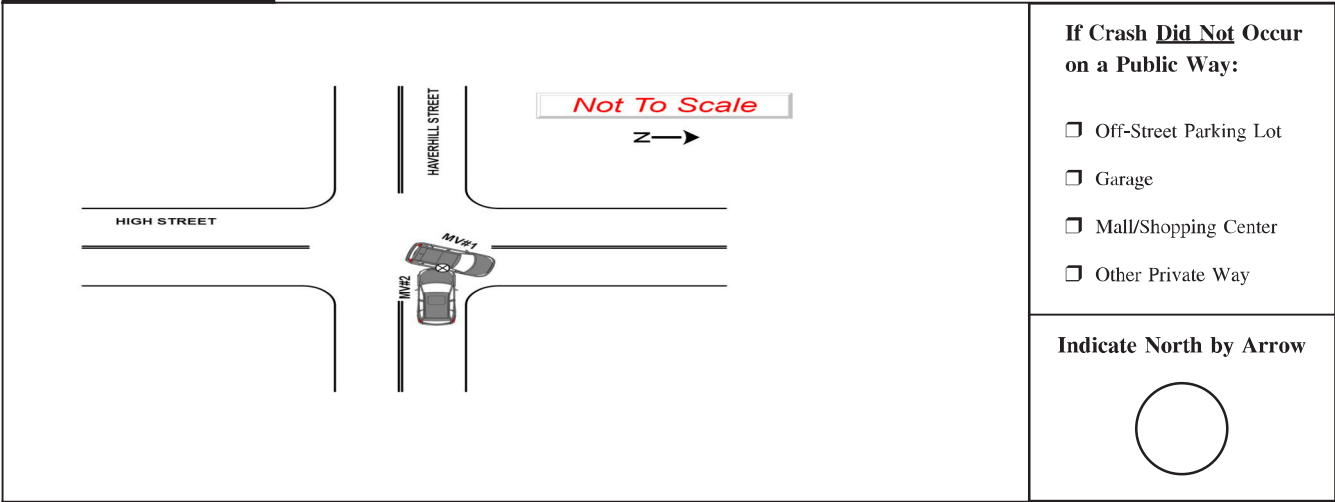 HAVERHILL STREET
Not To Scale
N
HIGH STREET
MV#1
MV#2
If Crash Did Not Occur
on a Public Way:
❒ Off-Street Parking Lot
❒ Garage
❒ Mall/Shopping Center
❒ Other Private Way
Indicate North by Arrow